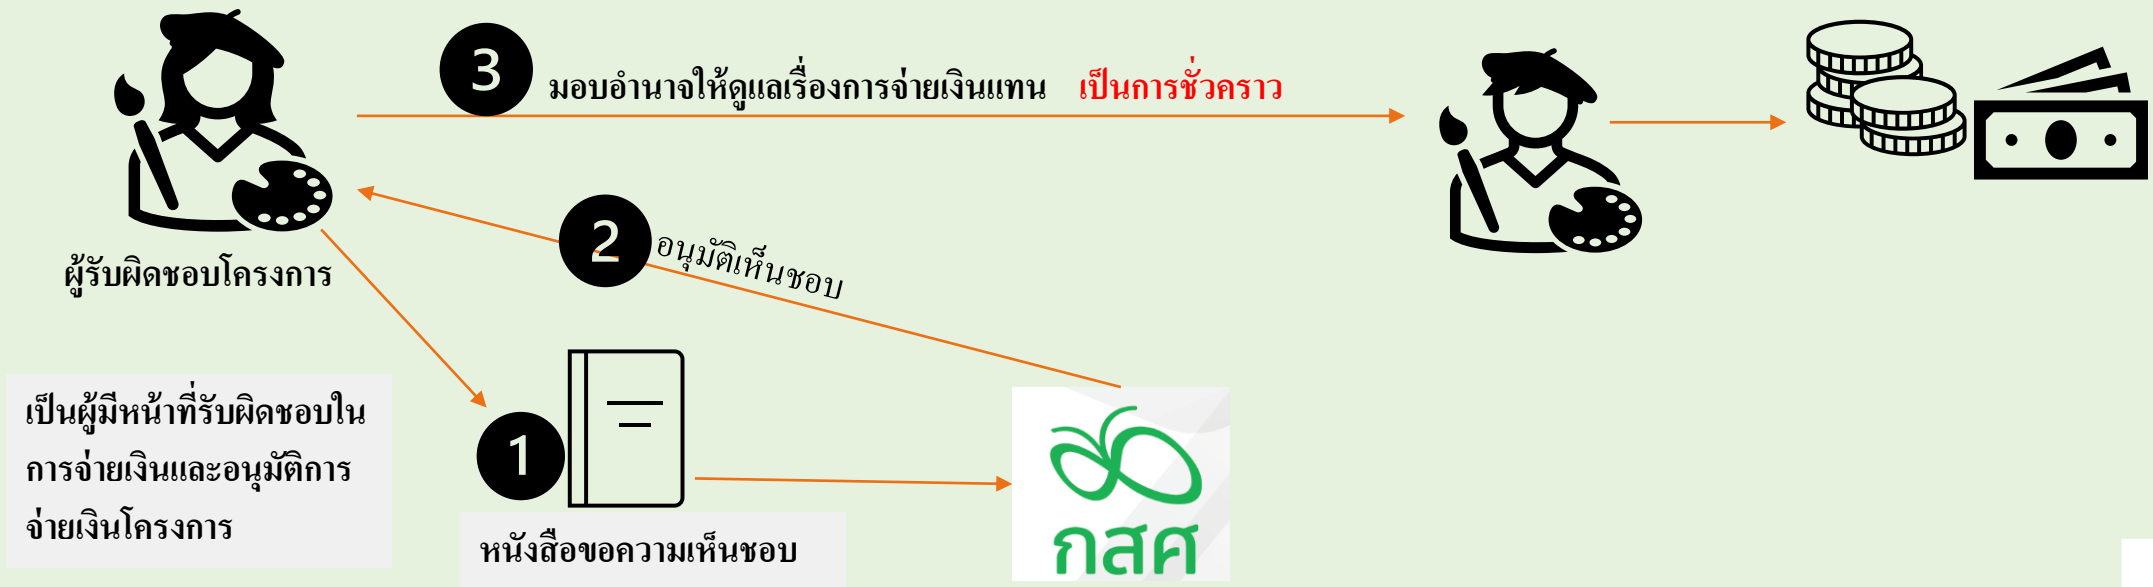 3
มอบอำนาจให้ดูแลเรื่องการจ่ายเงินแทน เป็นการชั่วคราว
2
อนุมัติเห็นชอบ
ผู้รับผิดชอบโครงการ
เป็นผู้มีหน้าที่รับผิดชอบใน
การจ่ายเงินและอนุมัติการ
จ่ายเงินโครงการ
1
หนังสือขอความเห็นชอบ
กสศ